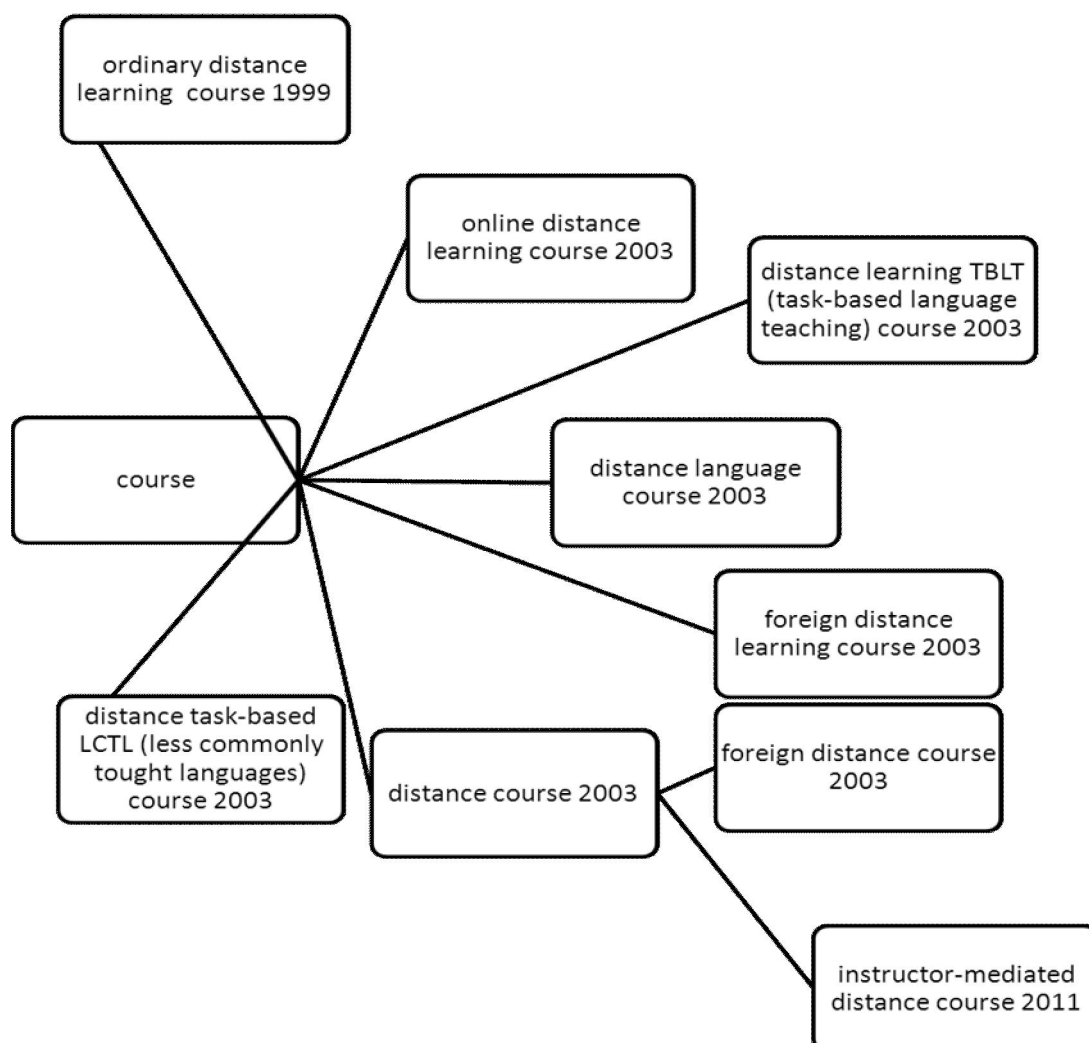 ordinary distance
learning course 1999
online distance
learning course 2003
distance learning TBLT
(task-based language
teaching) course 2003
course
distance language
course 2003
foreign distance
learning course 2003
distance task-based
LCTL (less commonly
tought languages)
course 2003
distance course 2003
foreign distance course
2003
instructor-mediated
distance course 2011